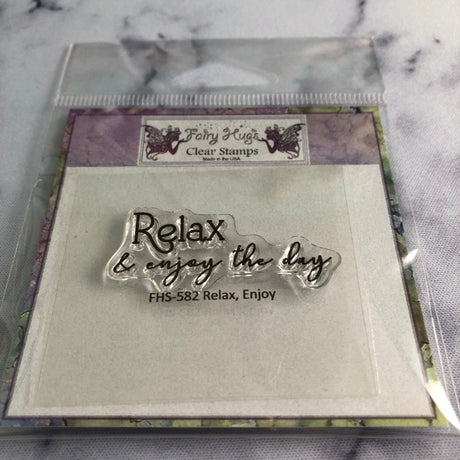 Fairy Hugs
Clear Stamps
Made in the USA
Relax
& enjoy the day
FHS-582 Relax, Enjoy